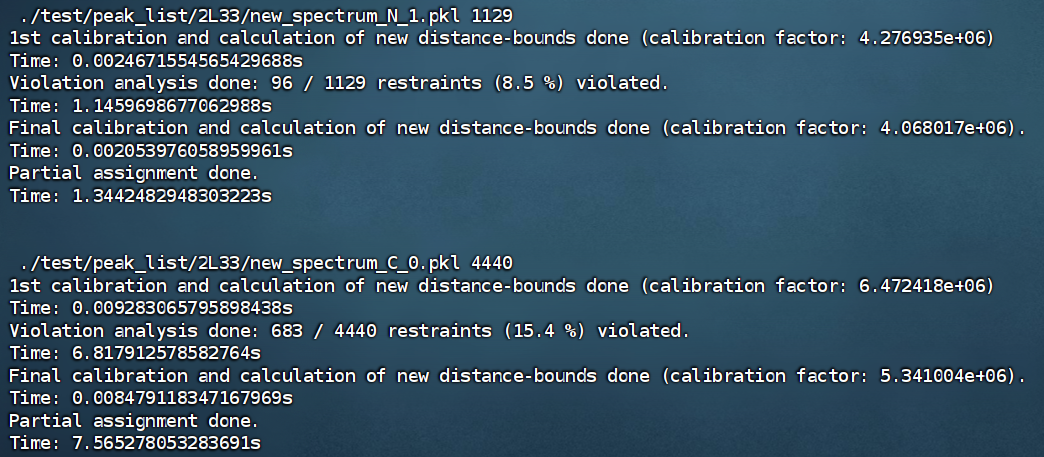 ./test/peak_list/2L33/new_spectrum_N_1.pkl 1129
1st calibration and calculation of new distance-bounds done (calibration factor: 4.276935e+06)
Time: 0.0024671554565429688s
Violation analysis done: 96 / 1129 restraints (8.5 %) violated.
Time: 1.1459698677062988s
Final calibration and calculation of new distance-bounds done (calibration factor: 4.068017e+06).
Time: 0.002053976058959961s
Partial assignment done.
Time: 1.3442482948303223s
./test/peak_list/2L33/new_spectrum_C_0.pkl 4440
1st calibration and calculation of new distance-bounds done (calibration factor: 6.472418e+06)
Time: 0.009283065795898438s
Violation analysis done: 683 / 4440 restraints (15.4 %) violated.
Time: 6.817912578582764s
Final calibration and calculation of new distance-bounds done (calibration factor: 5.341004e+06).
Time: 0.008479118347167969s
Partial assignment done.
Time: 7.565278053283691s